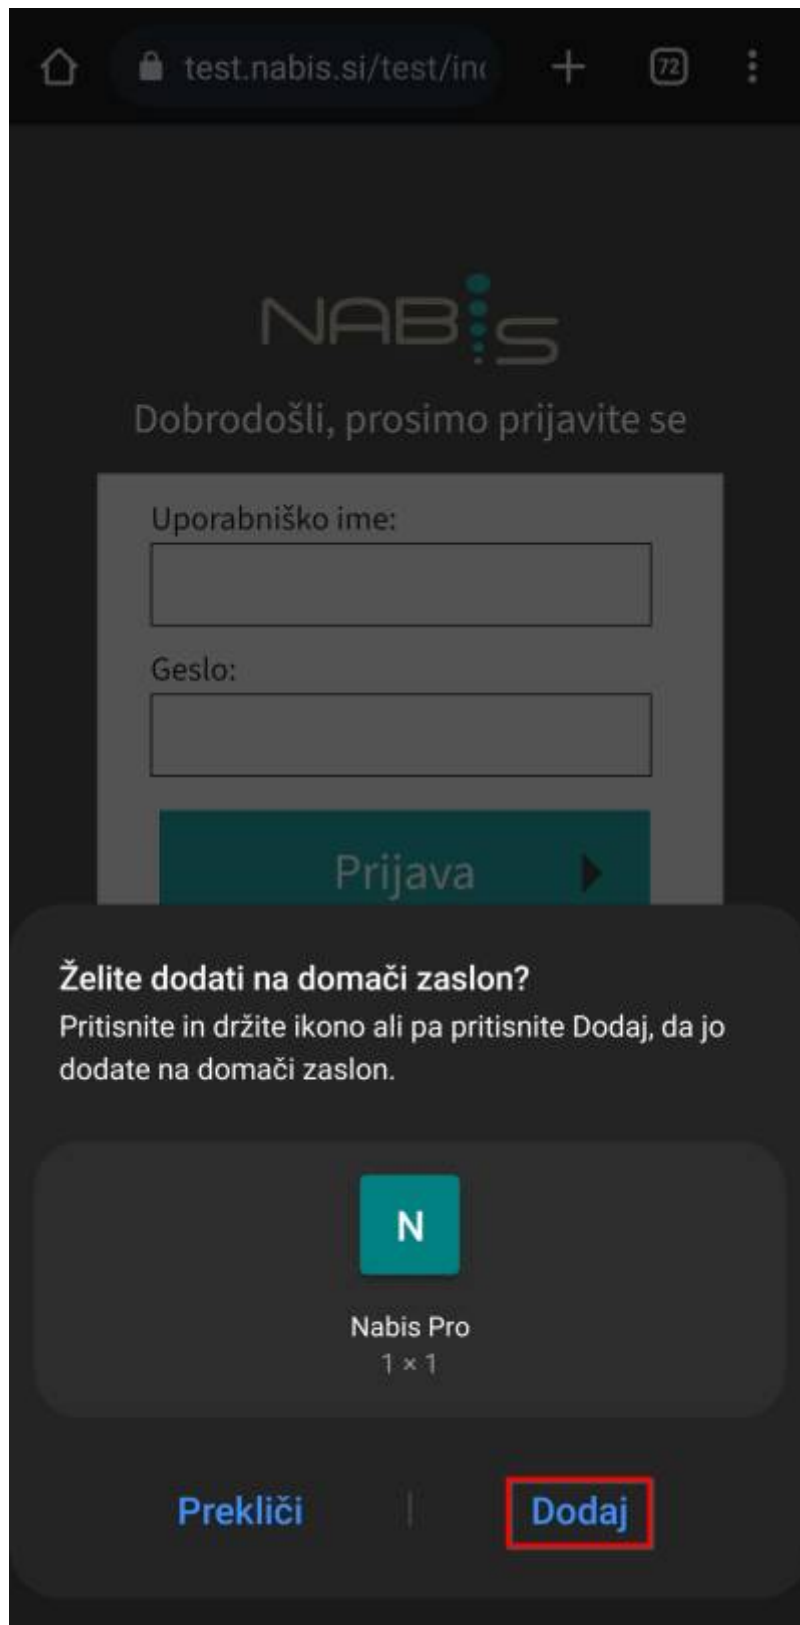 test.nabis.si/test/in
72
NABiS
Dobrodošli, prosimo prijavite se
Uporabniško ime:
Geslo:
Prijava
Želite dodati na domači zaslon?
Pritisnite in držite ikono ali pa pritisnite Dodaj, da jo
dodate na domači zaslon.
N
Nabis Pro
1 × 1
Prekliči
Dodaj